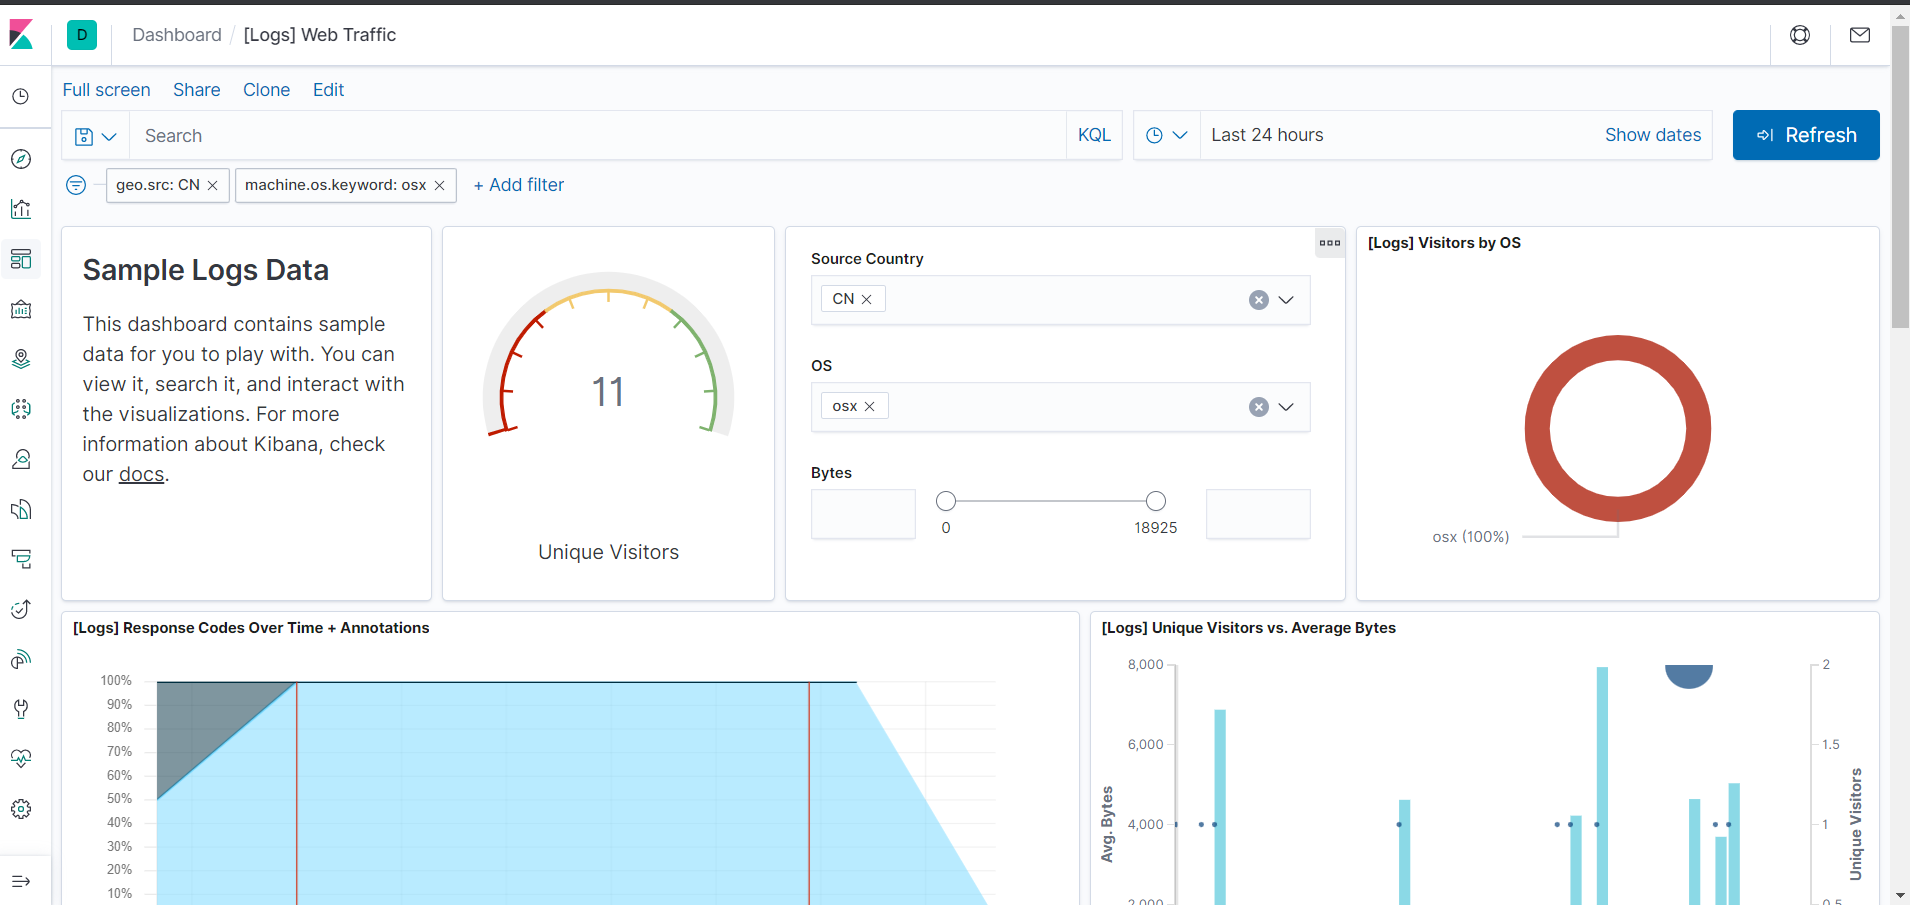 D
Dashboard / [Logs] Web Traffic
Full screen Share Clone Edit
Search
KQL
Last 24 hours
Show dates
Refresh
geo.src: CN
machine.os.keyword: osx
+ Add filter
Sample Logs Data
This dashboard contains sample
data for you to play with. You can
view it, search it, and interact with
the visualizations. For more
information about Kibana, check
our docs.
11
Unique Visitors
Source Country
CN
OS
osx
Bytes
0
18925
[Logs] Visitors by OS
osx (100%)
[Logs] Response Codes Over Time + Annotations
100%
90%
80%
70%
60%
50%
40%
30%
20%
10%
[Logs] Unique Visitors vs. Average Bytes
8,000
6,000
4,000
2,000
Avg. Bytes
2
1.5
1
0.5
Unique Visitors